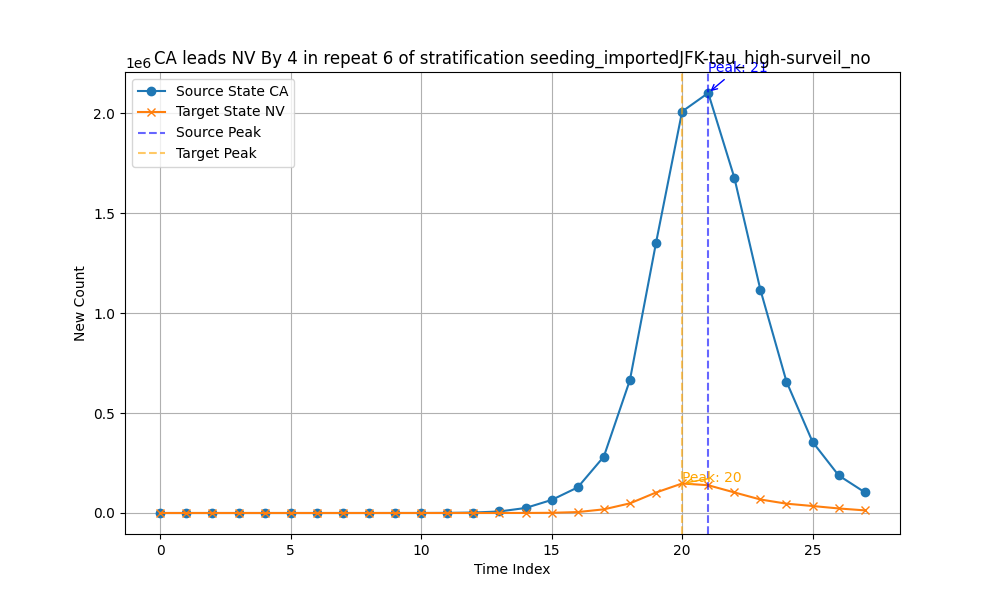 CA leads NV By 4 in repeat 6 of stratification seeding_importedJFK-tau_high-surveil_no
1e6
Peak: 21
Source State CA
Target State NV
Source Peak
Target Peak
2.0
1.5
1.0
0.5
0.0
New Count
Peak: 20
0 5 10 15 20 25
Time Index